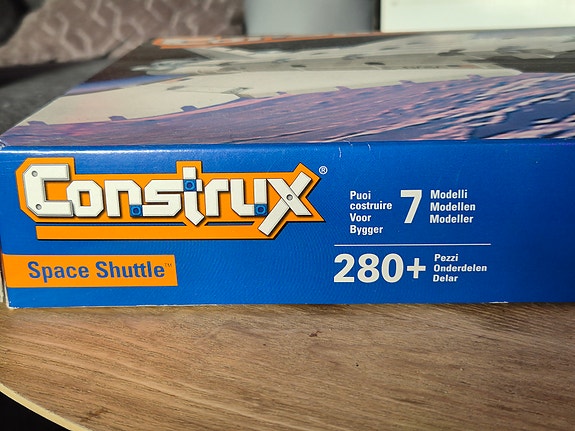 Construx®
Space Shuttle™
Puoi
costruire
Voor
Bygger
7
Modelli
Modellen
Modeller
280+
Pezzi
Onderdelen
Delar